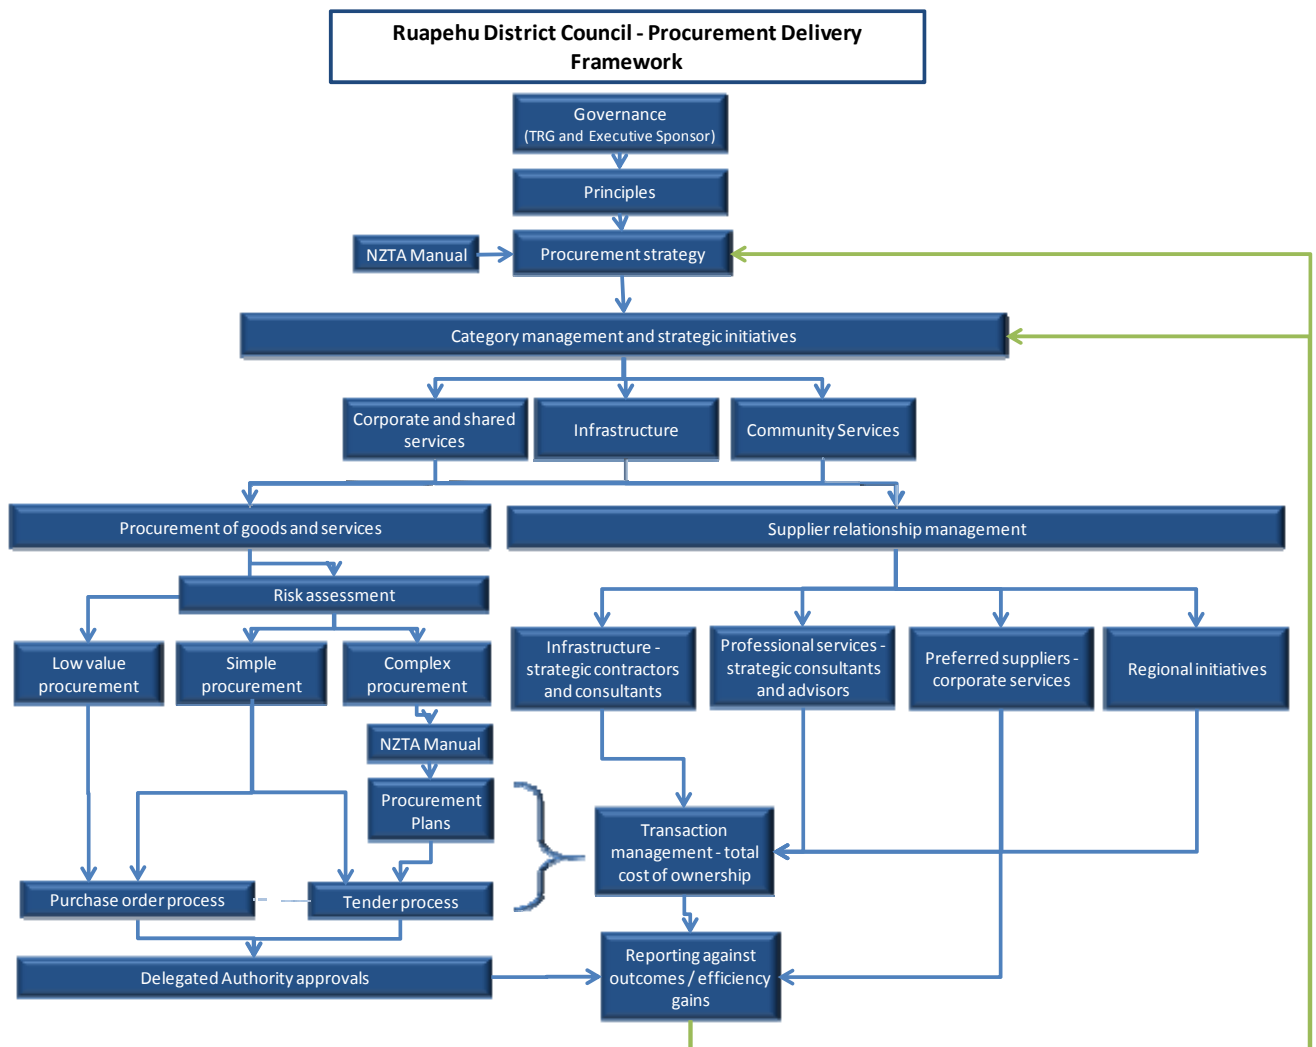 Ruapehu District Council - Procurement Delivery
Framework
Governance
(TRG and Executive Sponsor)
Principles
NZTA Manual
Procurement strategy
Category management and strategic initiatives
Corporate and shared
services
Infrastructure
Community Services
Procurement of goods and services
Supplier relationship management
Risk assessment
Low value
procurement
Simple
procurement
Complex
procurement
Infrastructure -
strategic contractors
and consultants
Professional services -
strategic consultants
and advisors
Preferred suppliers -
corporate services
Regional initiatives
NZTA Manual
Procurement
Plans
Transaction
management - total
cost of ownership
Purchase order process
Tender process
Delegated Authority approvals
Reporting against
outcomes / efficiency
gains